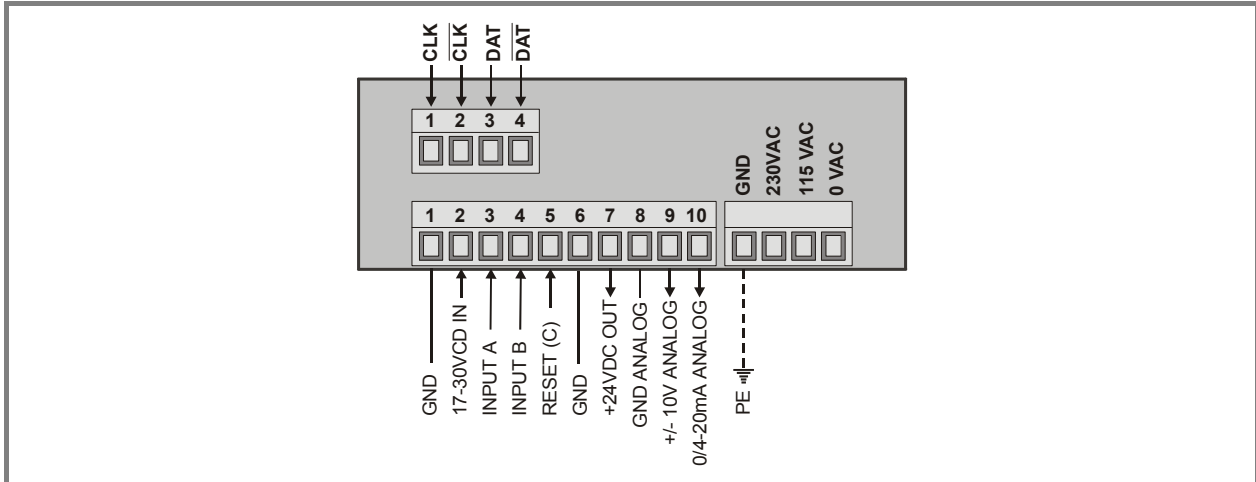 CLK
C̅L̅K̅
DAT
D̅A̅T̅
1 2 3 4
GND
230VAC
115 VAC
0 VAC
1 2 3 4 5 6 7 8 9 10
GND
17-30VCD IN
INPUT A
INPUT B
RESET (C)
GND
+24VDC OUT
GND ANALOG
+/- 10V ANALOG
0/4-20mA ANALOG
PE